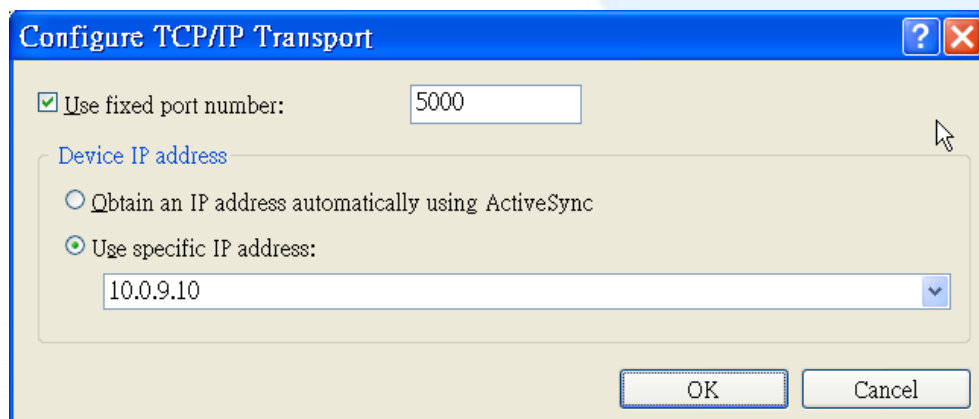 Configure TCP/IP Transport
Use fixed port number: 5000
Device IP address
Obtain an IP address automatically using ActiveSync
Use specific IP address:
10.0.9.10
OK Cancel